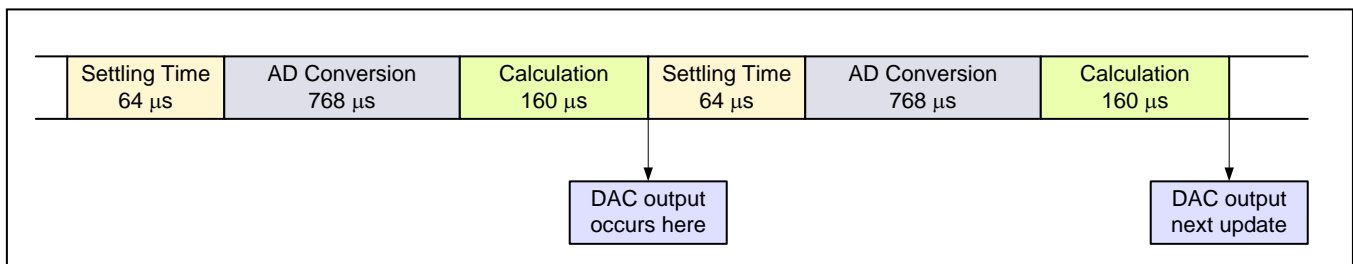 Settling Time
64 μs
AD Conversion
768 μs
Calculation
160 μs
Settling Time
64 μs
AD Conversion
768 μs
Calculation
160 μs
DAC output
occurs here
DAC output
next update